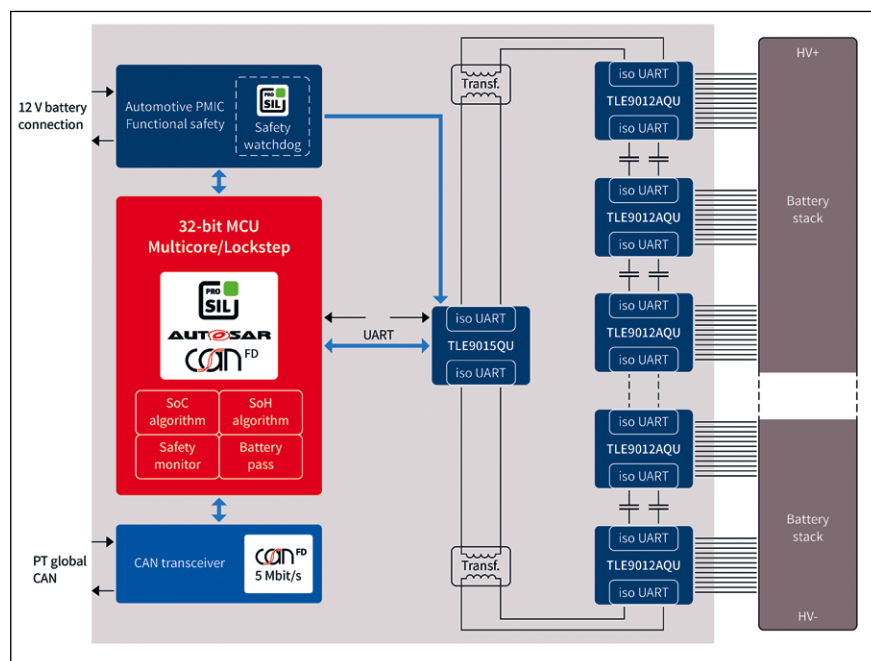 12 V battery
connection
Automotive PMIC
Functional safety
PRO
SIL
Safety
watchdog
32-bit MCU
Multicore/Lockstep
PRO
SIL
AUTOSAR
CAN FD
SoC
algorithm
SoH
algorithm
Safety
monitor
Battery
pass
PT global
CAN
CAN transceiver
CAN FD
5 Mbit/s
UART
iso UART
TLE9015QU
iso UART
Transf.
Transf.
iso UART
TLE9012AQU
iso UART
iso UART
TLE9012AQU
iso UART
iso UART
TLE9012AQU
iso UART
iso UART
TLE9012AQU
iso UART
iso UART
TLE9012AQU
iso UART
HV+
Battery
stack
Battery
stack
HV-